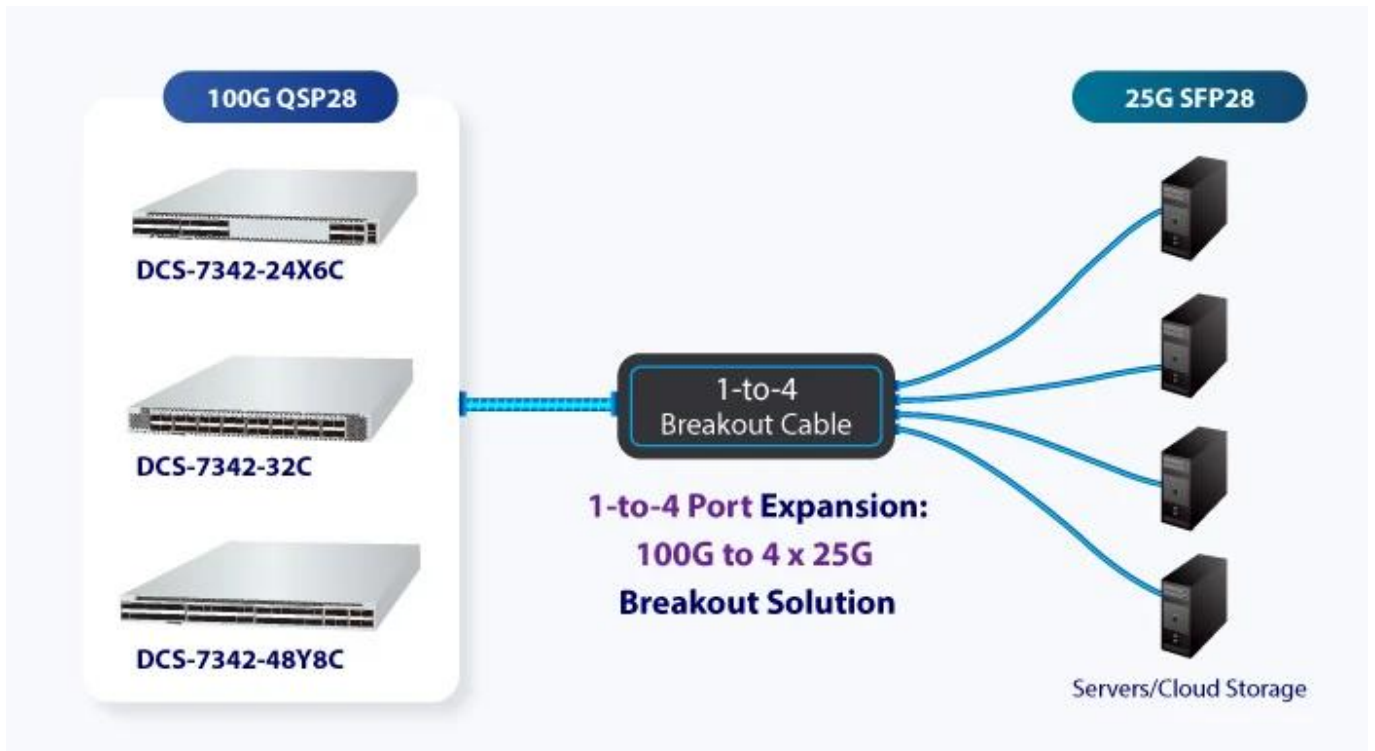 100G QSP28
25G SFP28
DCS-7342-24X6C
DCS-7342-32C
DCS-7342-48Y8C
1-to-4
Breakout Cable
1-to-4 Port Expansion:
100G to 4 x 25G
Breakout Solution
Servers/Cloud Storage